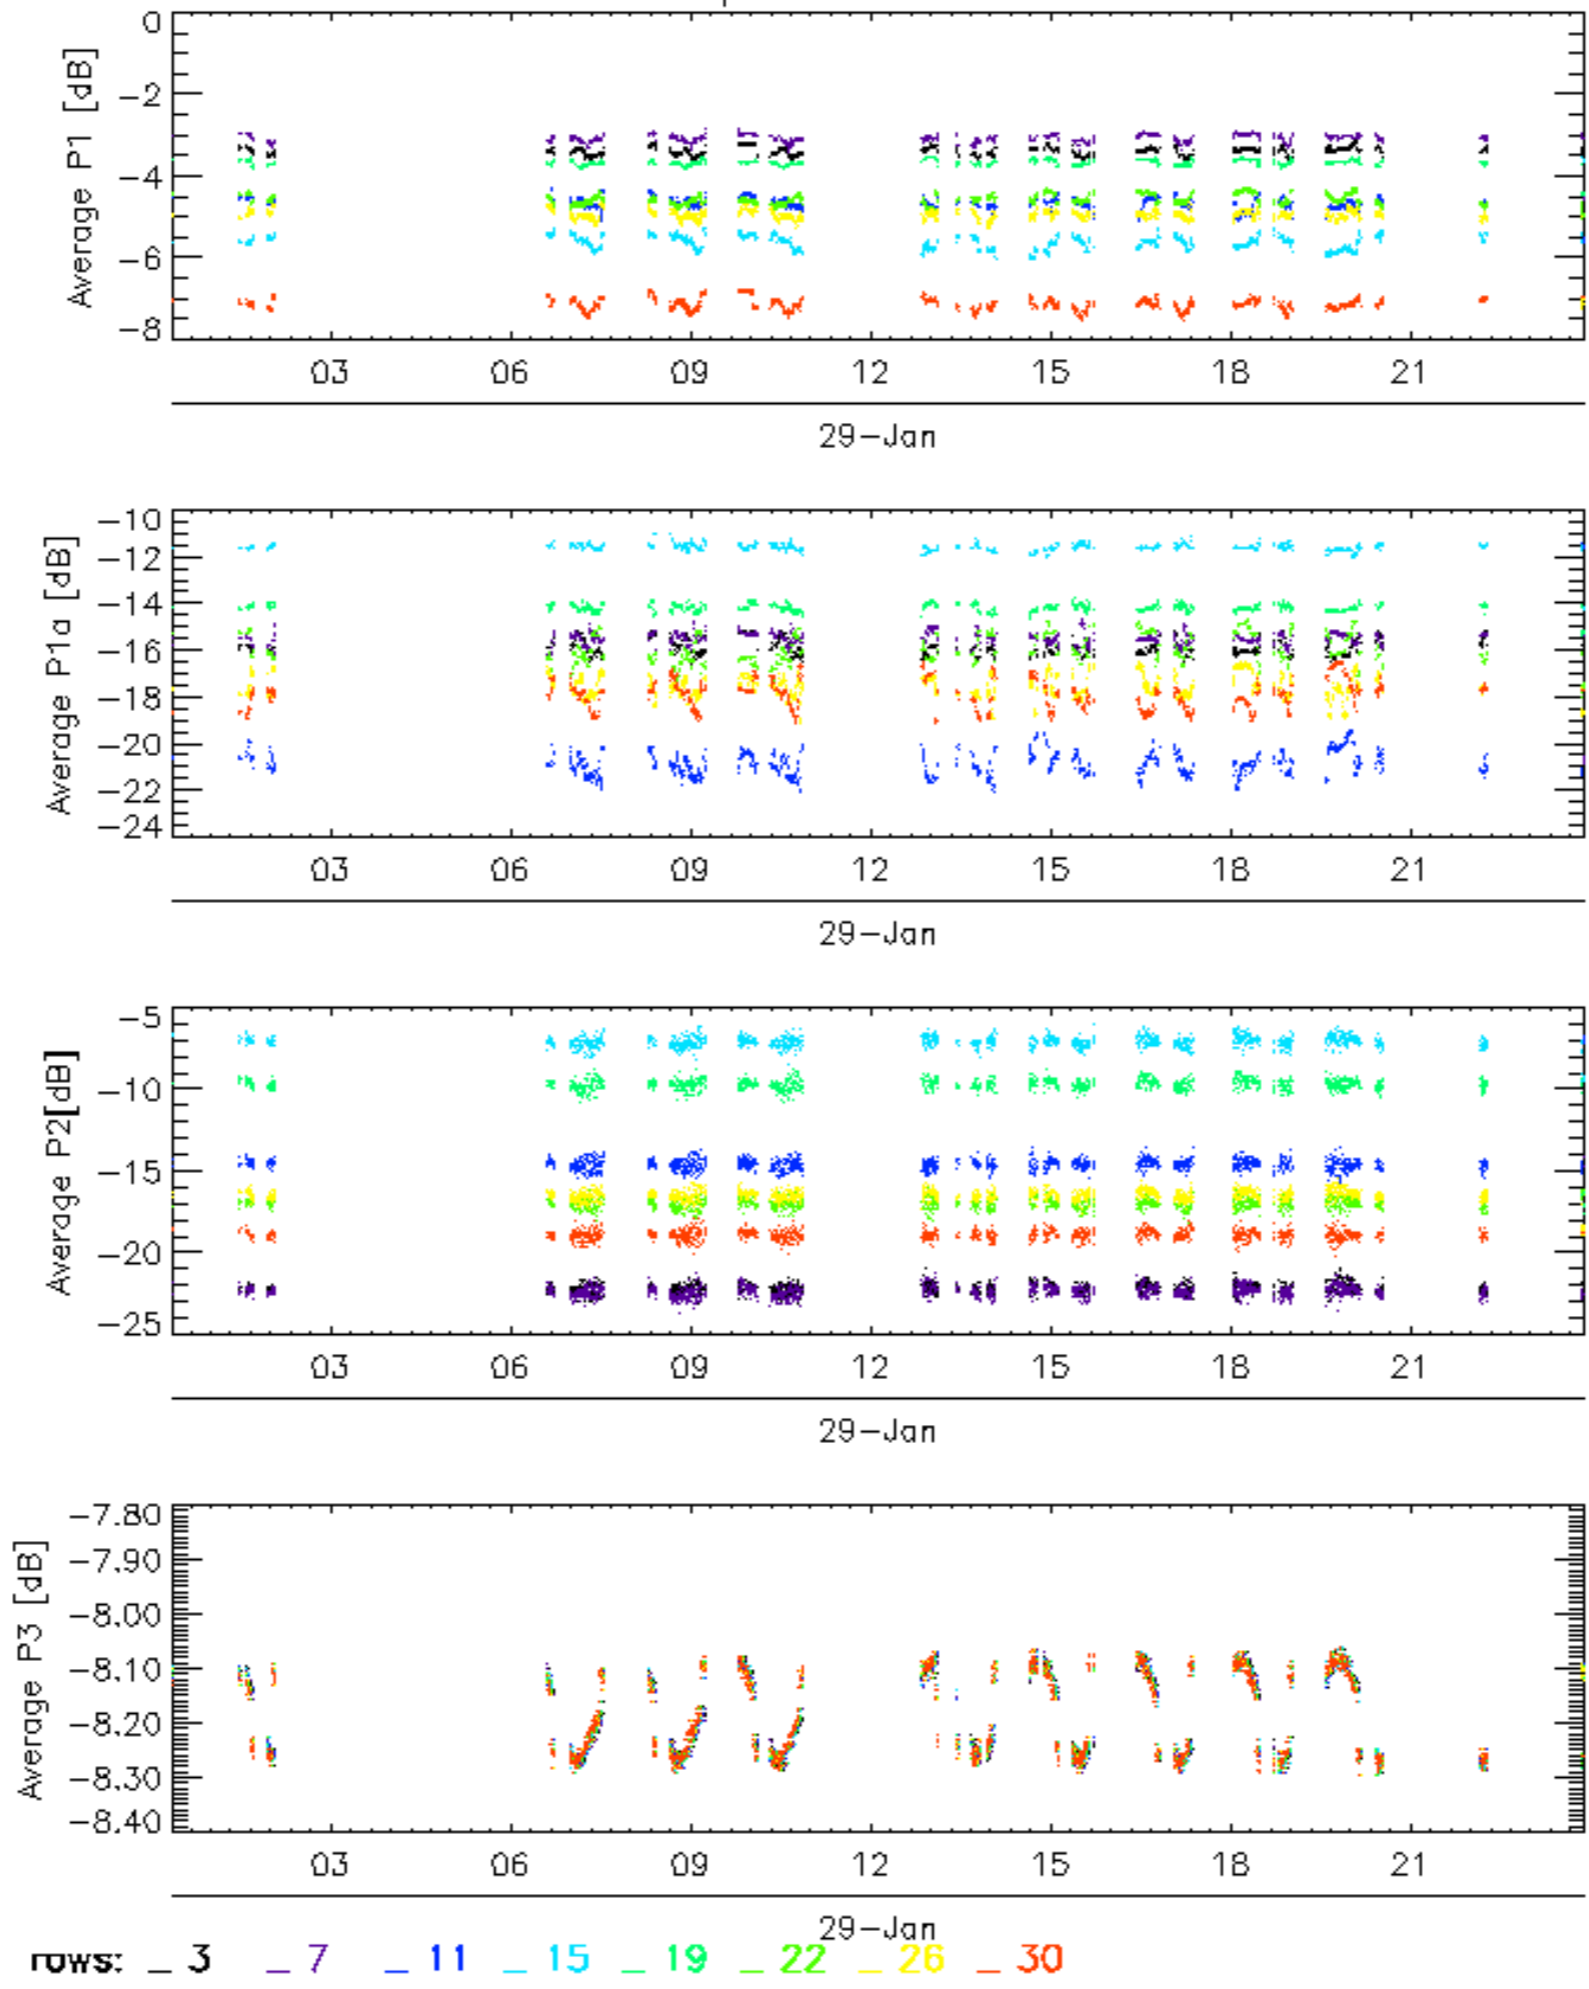 0
-2
-4
-6
-8
Average P1 [dB]
03 06 09 12 15 18 21
29-Jan
-10
-12
-14
-16
-18
-20
-22
-24
Average P1a [dB]
03 06 09 12 15 18 21
29-Jan
-5
-10
-15
-20
-25
Average P2[dB]
03 06 09 12 15 18 21
29-Jan
-7.80
-7.90
-8.00
-8.10
-8.20
-8.30
-8.40
Average P3 [dB]
03 06 09 12 15 18 21
29-Jan
rows: _ 3 _ 7 _ 11 _ 15 _ 19 _ 22 _ 26 _ 30